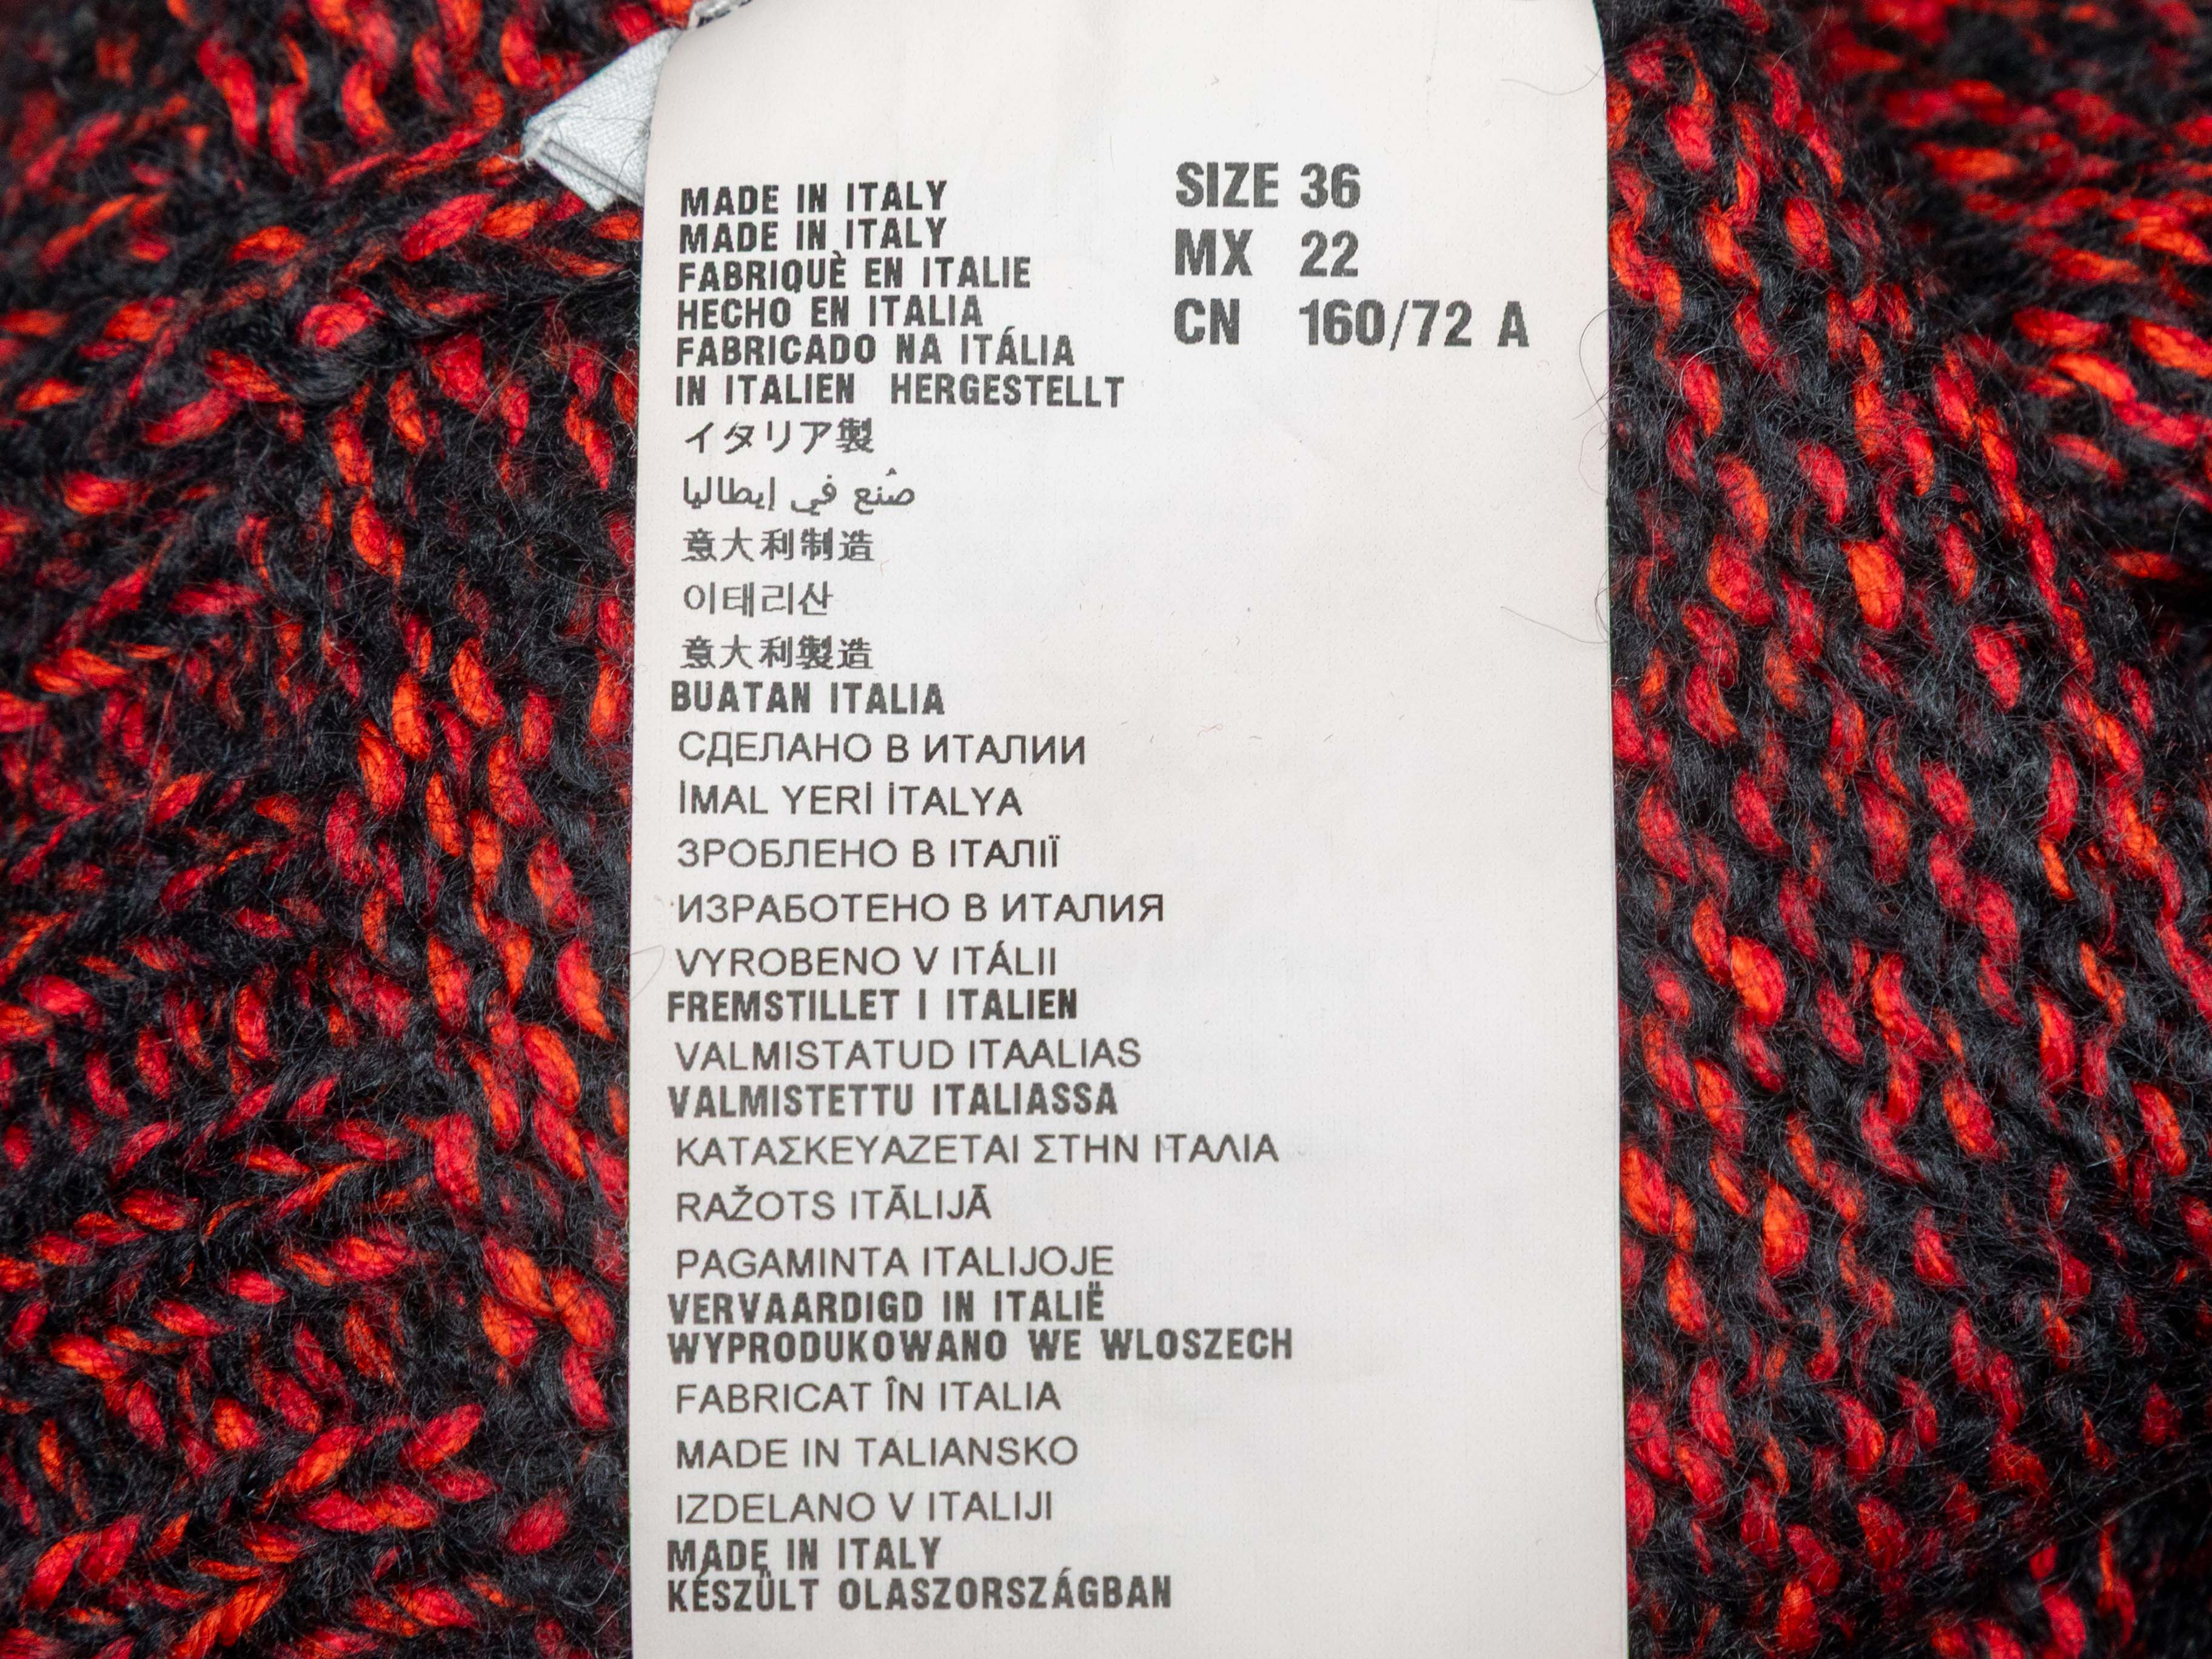 MADE IN ITALY
MADE IN ITALY
FABRIQUÈ EN ITALIE
HECHO EN ITALIA
FABRICADO NA ITÁLIA
IN ITALIEN HERGESTELLT
イタリア製
صُنع في إيطاليا
意大利制造
이태리산
意大利製造
BUATAN ITALIA
СДЕЛАНО В ИТАЛИИ
İMAL YERİ İTALYA
ЗРОБЛЕНО В ІТАЛІЇ
ИЗРАБОТЕНО В ИТАЛИЯ
VYROBENO V ITÁLII
FREMSTILLET I ITALIEN
VALMISTATUD ITAALIAS
VALMISTETTU ITALIASSA
ΚΑΤΑΣΚΕΥΑΖΕΤΑΙ ΣΤΗΝ ΙΤΑΛΙΑ
RAŽOTS ITĀLIJĀ
PAGAMINTA ITALIJOJE
VERVAARDIGD IN ITALIË
WYPRODUKOWANO WE WLOSZECH
FABRICAT ÎN ITALIA
MADE IN TALIANSKO
IZDELANO V ITALIJI
MADE IN ITALY
KÉSZÜLT OLASZORSZÁGBAN
SIZE 36
MX 22
CN 160/72 A